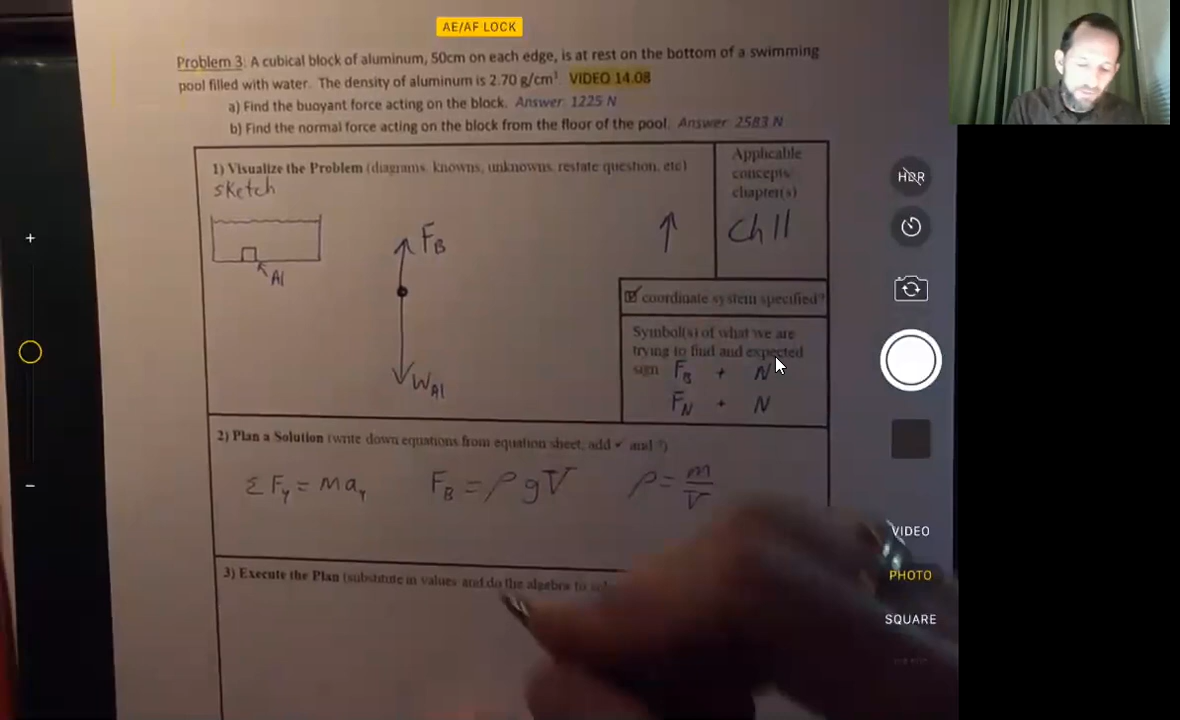 AE/AF LOCK
Problem 3: A cubical block of aluminum, 50cm on each edge, is at rest on the bottom of a swimming
pool filled with water. The density of aluminum is 2.70 g/cm³ VIDEO 14.08
a) Find the buoyant force acting on the block. Answer: 1225 N
b) Find the normal force acting on the block from the floor of the pool. Answer: 2583 N
1) Visualize the Problem (diagrams, knowns, unknowns, restate question, etc)
sketch
Al
F_B
W_Al
Applicable
concepts/
chapter(s)
Ch 11
coordinate system specified?
Symbol(s) of what we are
trying to find and expected
sign F_B + N
F_N + N
2) Plan a Solution (write down equations from equation sheet, add ✓ and ?)
ΣF_y = ma_y F_B = ρgV ρ = m/V
3) Execute the Plan (substitute in values and do the algebra to
HDR
VIDEO
PHOTO
SQUARE